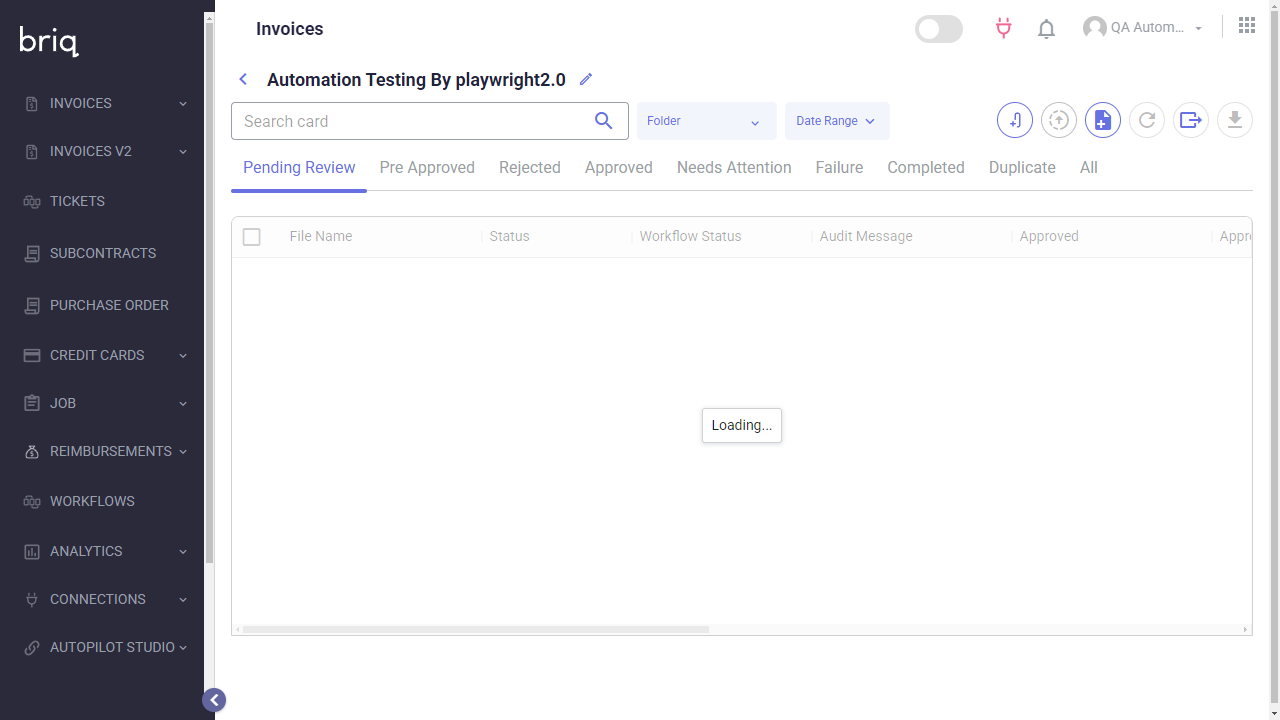 briq
INVOICES
INVOICES V2
TICKETS
SUBCONTRACTS
PURCHASE ORDER
CREDIT CARDS
JOB
REIMBURSEMENTS
WORKFLOWS
ANALYTICS
CONNECTIONS
AUTOPILOT STUDIO
Invoices
QA Autom...
Automation Testing By playwright2.0
Search card
Folder
Date Range
Pending Review Pre Approved Rejected Approved Needs Attention Failure Completed Duplicate All
File Name Status Workflow Status Audit Message Approved Appro
Loading...